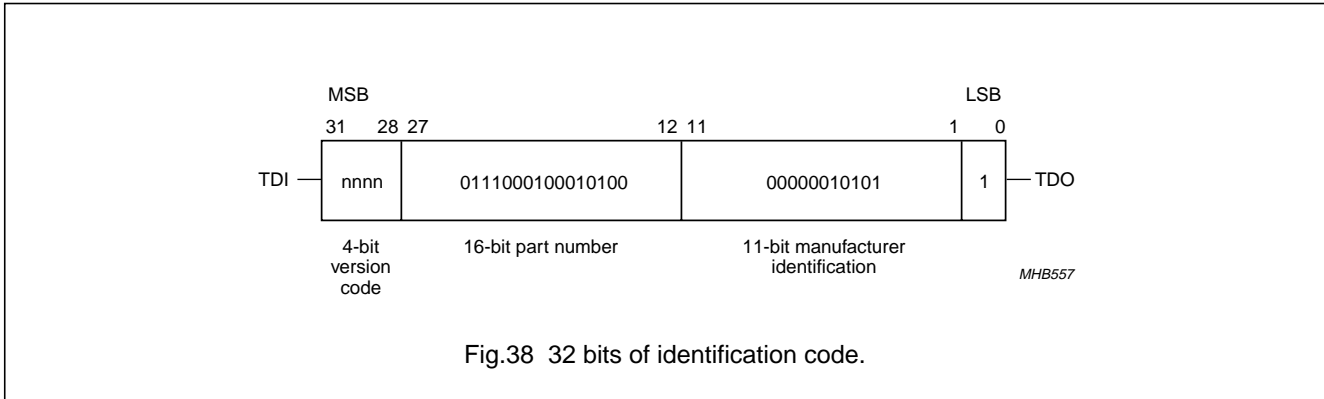 MSB LSB
31 28 27 12 11 1 0
TDI nnnn 0111000100010100 00000010101 1 TDO
4-bit 16-bit part number 11-bit manufacturer
version identification
code
MHB557
Fig.38 32 bits of identification code.